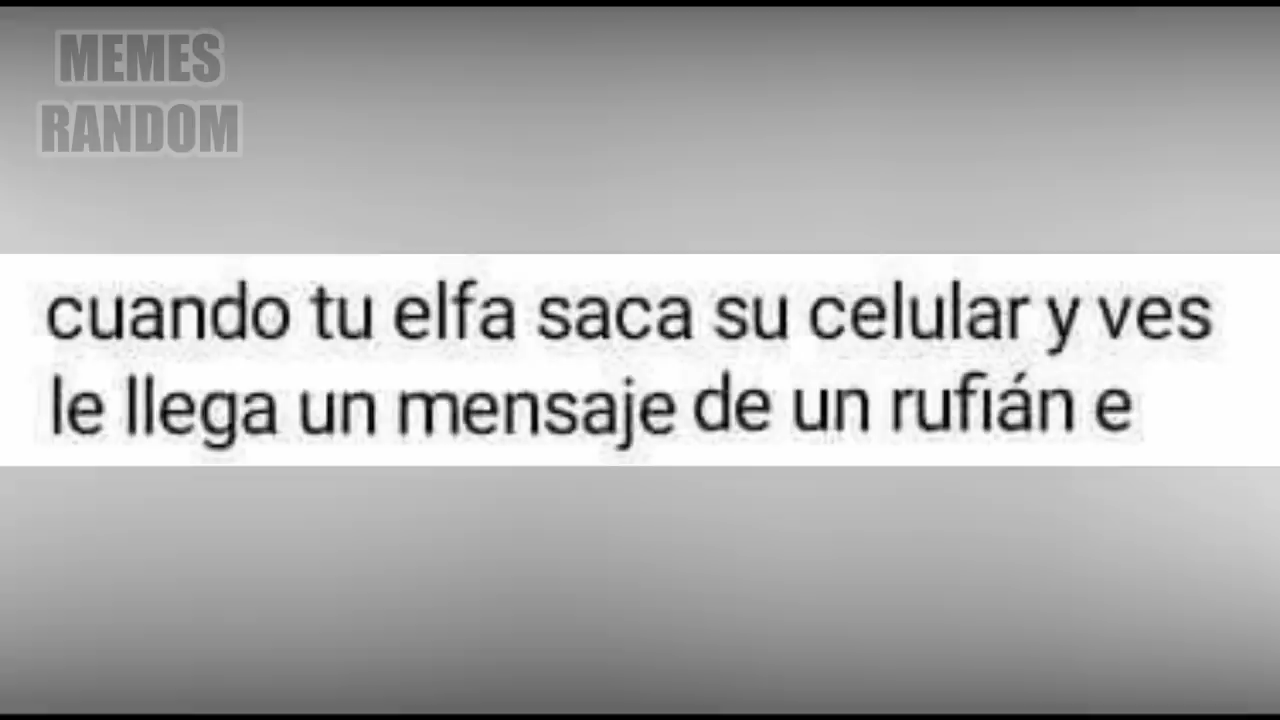 MEMES
RANDOM
cuando tu elfa saca su celular y ves
le llega un mensaje de un rufián e